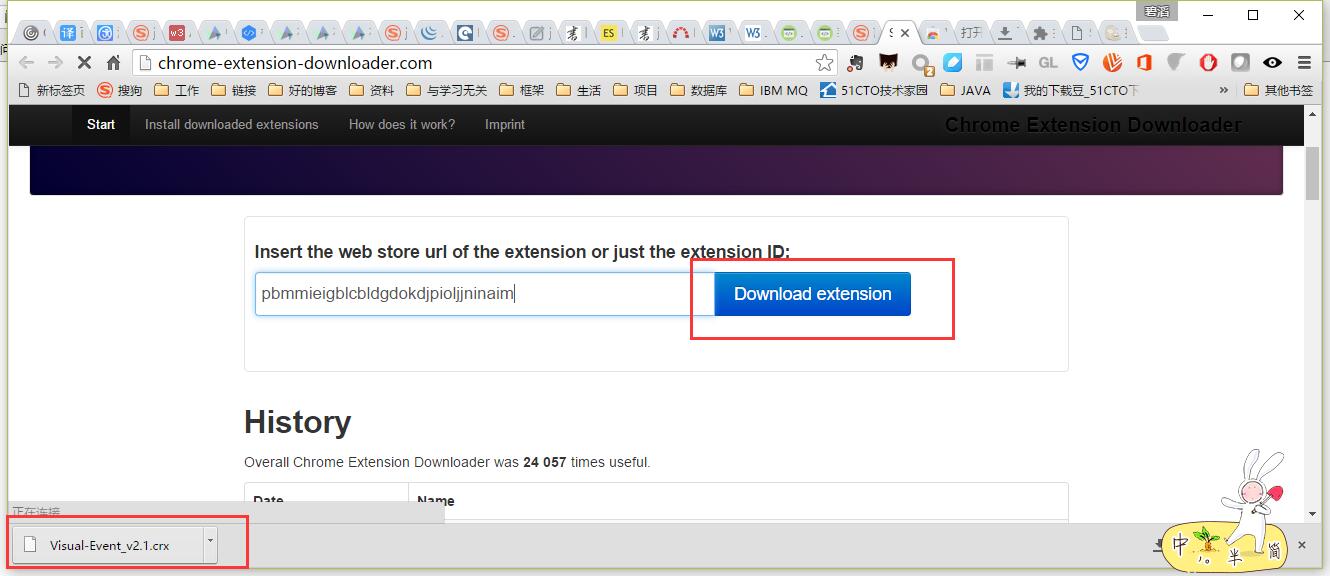 碧滔
打开
chrome-extension-downloader.com
GL
2
新标签页 搜狗 工作 链接 好的博客 资料 与学习无关 框架 生活 项目 数据库 IBM MQ 51CTO技术家园 JAVA 我的下载豆_51CTO下 » 其他书签
Start Install downloaded extensions How does it work? Imprint Chrome Extension Downloader
Insert the web store url of the extension or just the extension ID:
pbmmieigblcbldgdokdjpioljjninaim Download extension
History
Overall Chrome Extension Downloader was 24 057 times useful.
Date Name
正在连接
Visual-Event_v2.1.crx
中 半 简